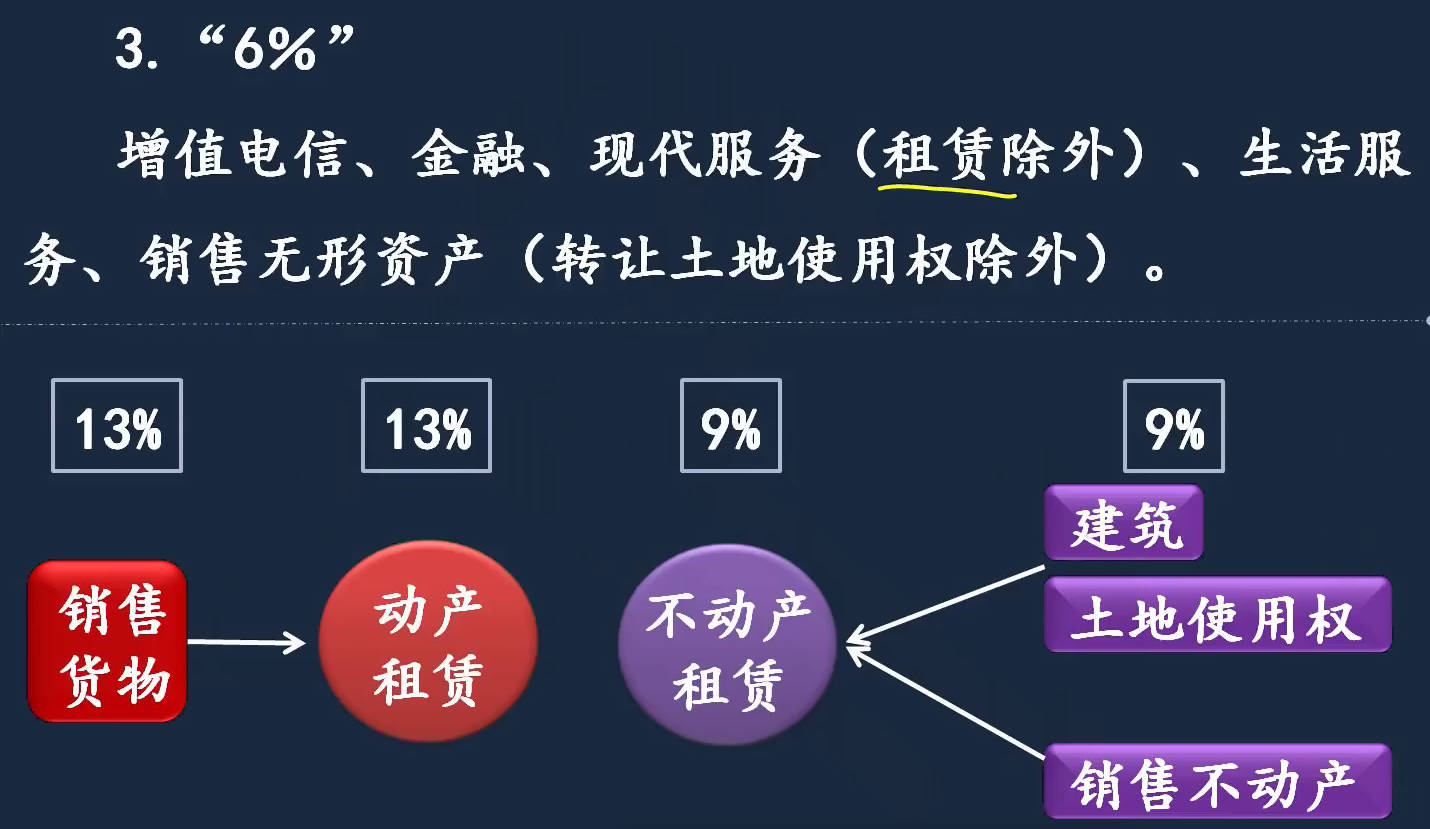 3. “6%”
增值电信、金融、现代服务（租赁除外）、生活服
务、销售无形资产（转让土地使用权除外）。
13%
13%
9%
9%
销售
货物
动产
租赁
不动产
租赁
建筑
土地使用权
销售不动产